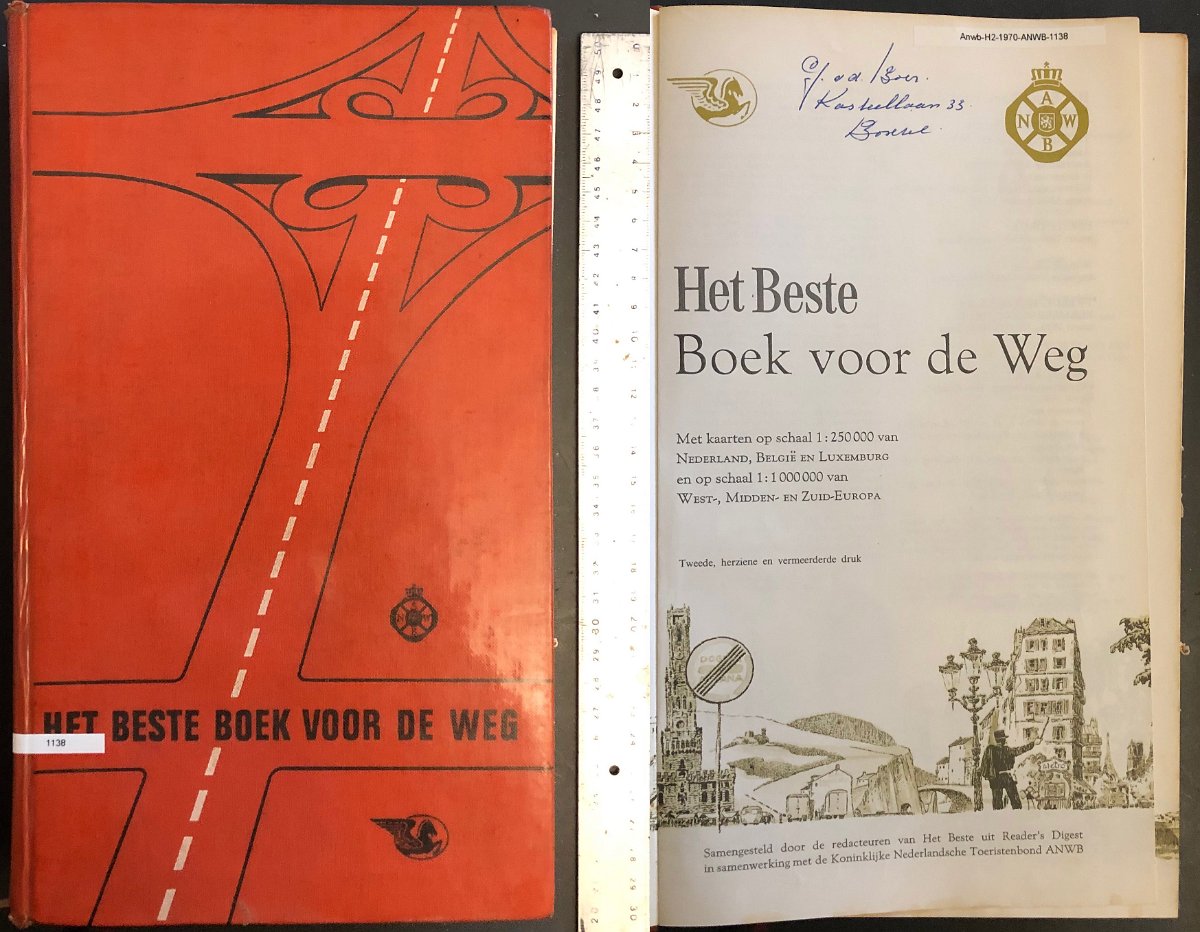 HET BESTE BOEK VOOR DE WEG
1138
Anwb-H2-1970-ANWB-1138
Kasteellaan 33
A
N W
B
Het Beste
Boek voor de Weg
Met kaarten op schaal 1:250 000 van
NEDERLAND, BELGIË EN LUXEMBURG
en op schaal 1:1 000 000 van
WEST-, MIDDEN- EN ZUID-EUROPA
Tweede, herziene en vermeerderde druk
Samengesteld door de redacteuren van Het Beste uit Reader's Digest
in samenwerking met de Koninklijke Nederlandsche Toeristenbond ANWB